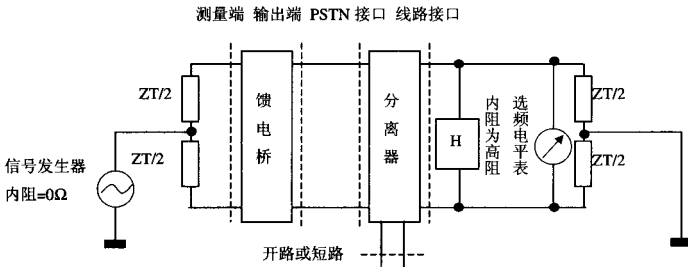 测量端 输出端 PSTN 接口 线路接口
ZT/2
ZT/2
信号发生器
内阻=0Ω
馈电桥
分离器
H
内阻为高阻
选频电平表
ZT/2
ZT/2
开路或短路